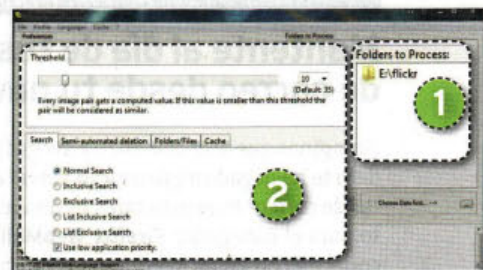 Folders to Process:
Threshold
10
(Default: 35)
Every image pair gets a computed value. If this value is smaller than this threshold the
pair will be considered as similar.
Folders to Process:
E:\flickr
1
Search Semi-automated deletion Folders/Files Cache
Normal Search
Inclusive Search
Exclusive Search
List Inclusive Search
List Exclusive Search
Use low application priority.
2